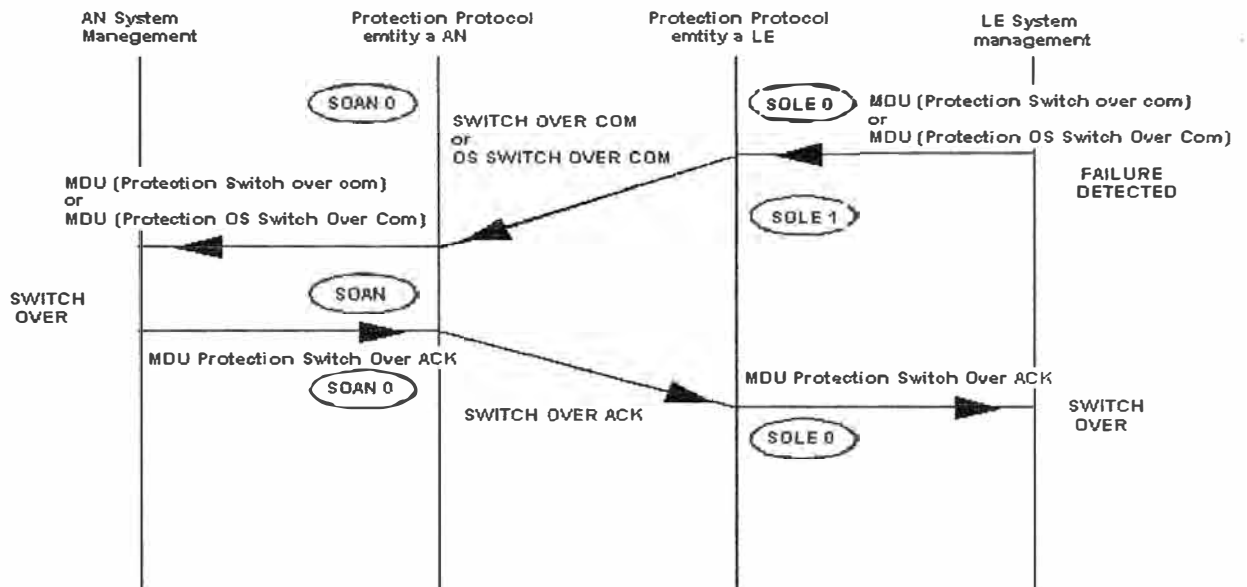 AN System
Manegement
Protection Protocol
emtity a AN
Protection Protocol
entity a LE
LE System
management
SOAN 0
SOLE 0
MDU (Protection Switch over com)
or
MDU (Protection OS Switch Over Com)
SWITCH OVER COM
or
OS SWITCH OVER COM
FAILURE
DETECTED
MDU (Protection Switch over com)
or
MDU (Protection OS Switch Over Com)
SOLE 1
SOAN
SWITCH
OVER
MDU Protection Switch Over ACK
SOAN 0
SWITCH OVER ACK
MDU Protection Switch Over ACK
SWITCH
OVER
SOLE 0